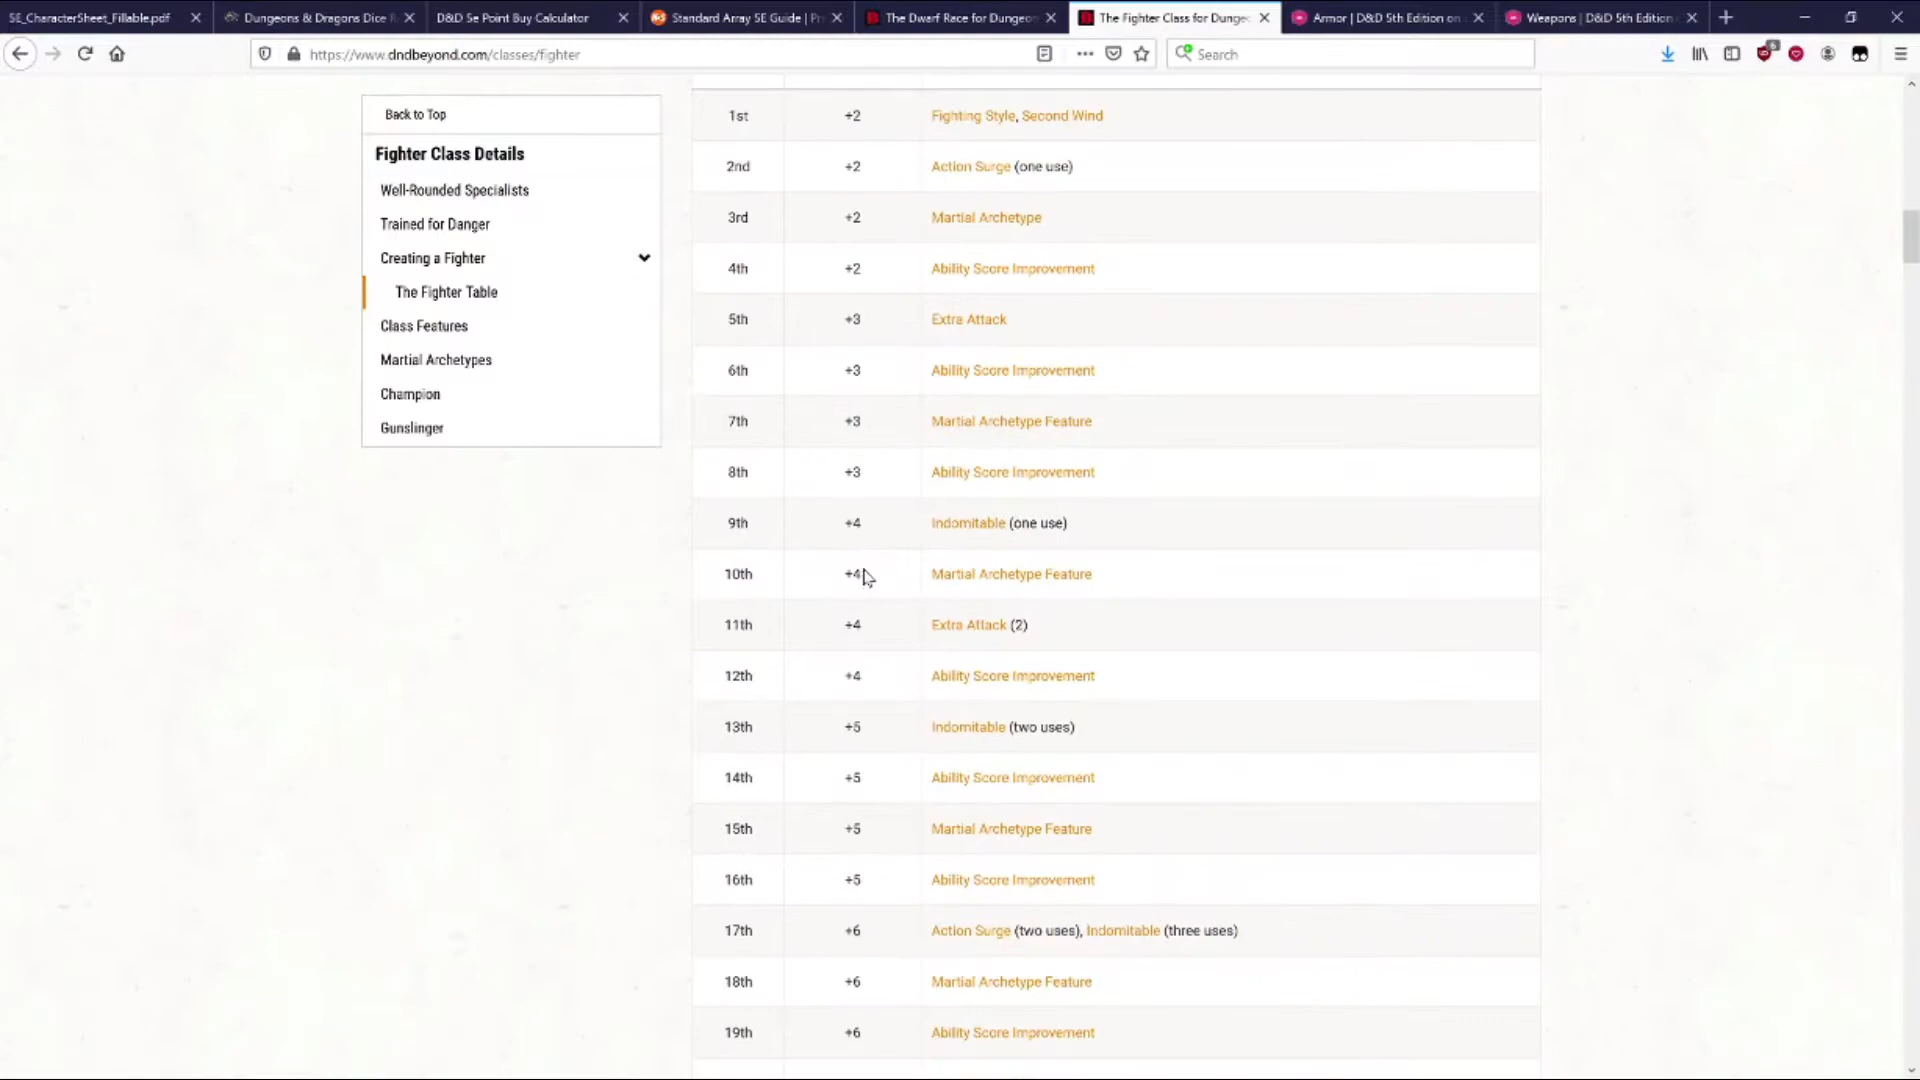 5E_CharacterSheet_Fillable.pdf
Dungeons & Dragons Dice R
D&D 5e Point Buy Calculator
Standard Array 5E Guide | Pr
The Dwarf Race for Dungeon
The Fighter Class for Dunge
Armor | D&D 5th Edition on
Weapons | D&D 5th Edition
https://www.dndbeyond.com/classes/fighter
Search
6
Back to Top
Fighter Class Details
Well-Rounded Specialists
Trained for Danger
Creating a Fighter
The Fighter Table
Class Features
Martial Archetypes
Champion
Gunslinger
1st +2 Fighting Style, Second Wind
2nd +2 Action Surge (one use)
3rd +2 Martial Archetype
4th +2 Ability Score Improvement
5th +3 Extra Attack
6th +3 Ability Score Improvement
7th +3 Martial Archetype Feature
8th +3 Ability Score Improvement
9th +4 Indomitable (one use)
10th +4 Martial Archetype Feature
11th +4 Extra Attack (2)
12th +4 Ability Score Improvement
13th +5 Indomitable (two uses)
14th +5 Ability Score Improvement
15th +5 Martial Archetype Feature
16th +5 Ability Score Improvement
17th +6 Action Surge (two uses), Indomitable (three uses)
18th +6 Martial Archetype Feature
19th +6 Ability Score Improvement